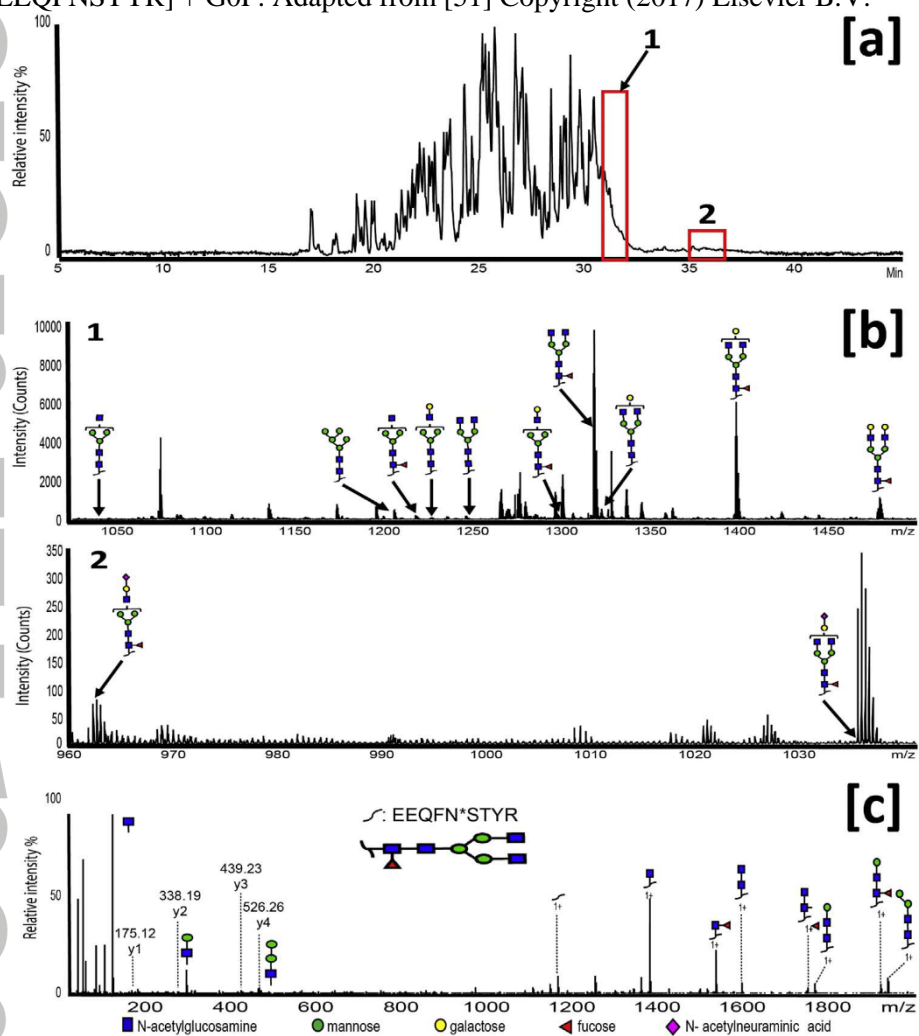 EEQFNSTYR] + G0F. Adapted from [51] Copyright (2017) Elsevier B.V.
[a]
Relative intensity %
100
50
0
1
2
5 10 15 20 25 30 35 40 Min
[b]
1
Intensity (Counts)
10000
8000
6000
4000
2000
0
1050 1100 1150 1200 1250 1300 1350 1400 1450 m/z
2
Intensity (Counts)
350
300
250
200
150
100
50
0
960 970 980 990 1000 1010 1020 1030 m/z
[c]
Relative intensity %
100
50
0
: EEQFN*STYR
175.12
y1
338.19
y2
439.23
y3
526.26
y4
1+ 1+ 1+ 1+ 1+ 1+ 1+ 1+
200 400 600 800 1000 1200 1400 1600 1800 m/z
N-acetylglucosamine mannose galactose fucose N- acetylneuraminic acid